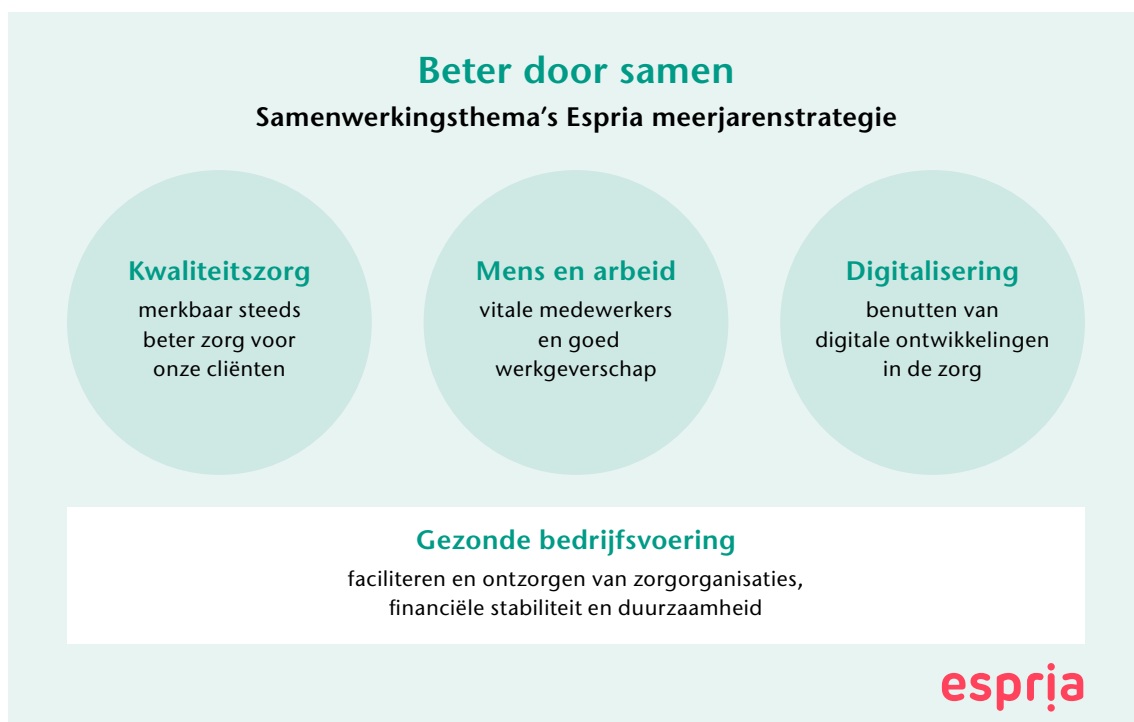 Beter door samen
Samenwerkingsthema’s Espria meerjarenstrategie
Kwaliteitszorg
merkbaar steeds
beter zorg voor
onze cliënten
Mens en arbeid
vitale medewerkers
en goed
werkgeverschap
Digitalisering
benutten van
digitale ontwikkelingen
in de zorg
Gezonde bedrijfsvoering
faciliteren en ontzorgen van zorgorganisaties,
financiële stabiliteit en duurzaamheid
espria